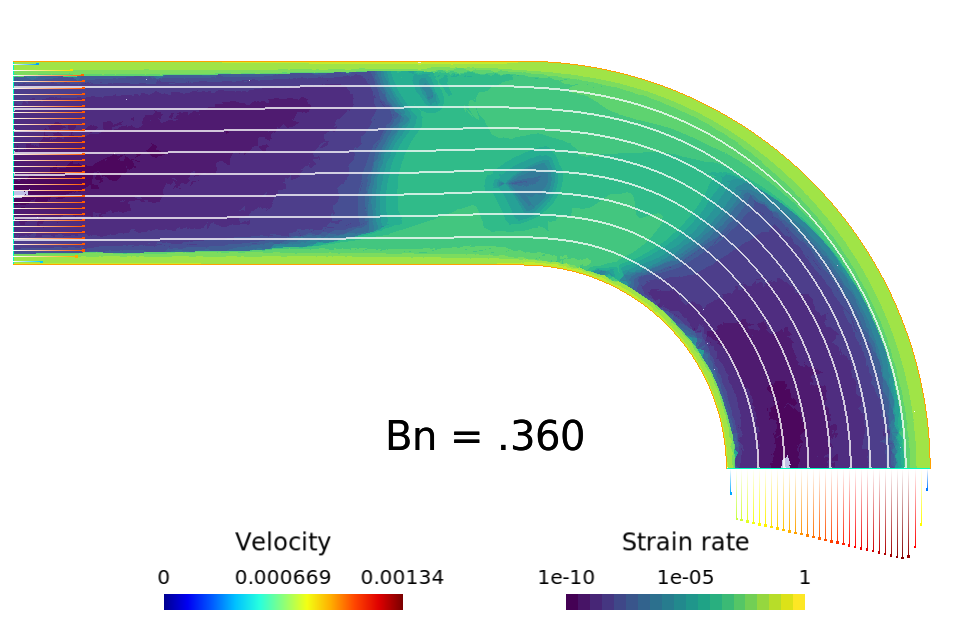 Bn = .360
Velocity
0 0.000669 0.00134
Strain rate
1e-10 1e-05 1